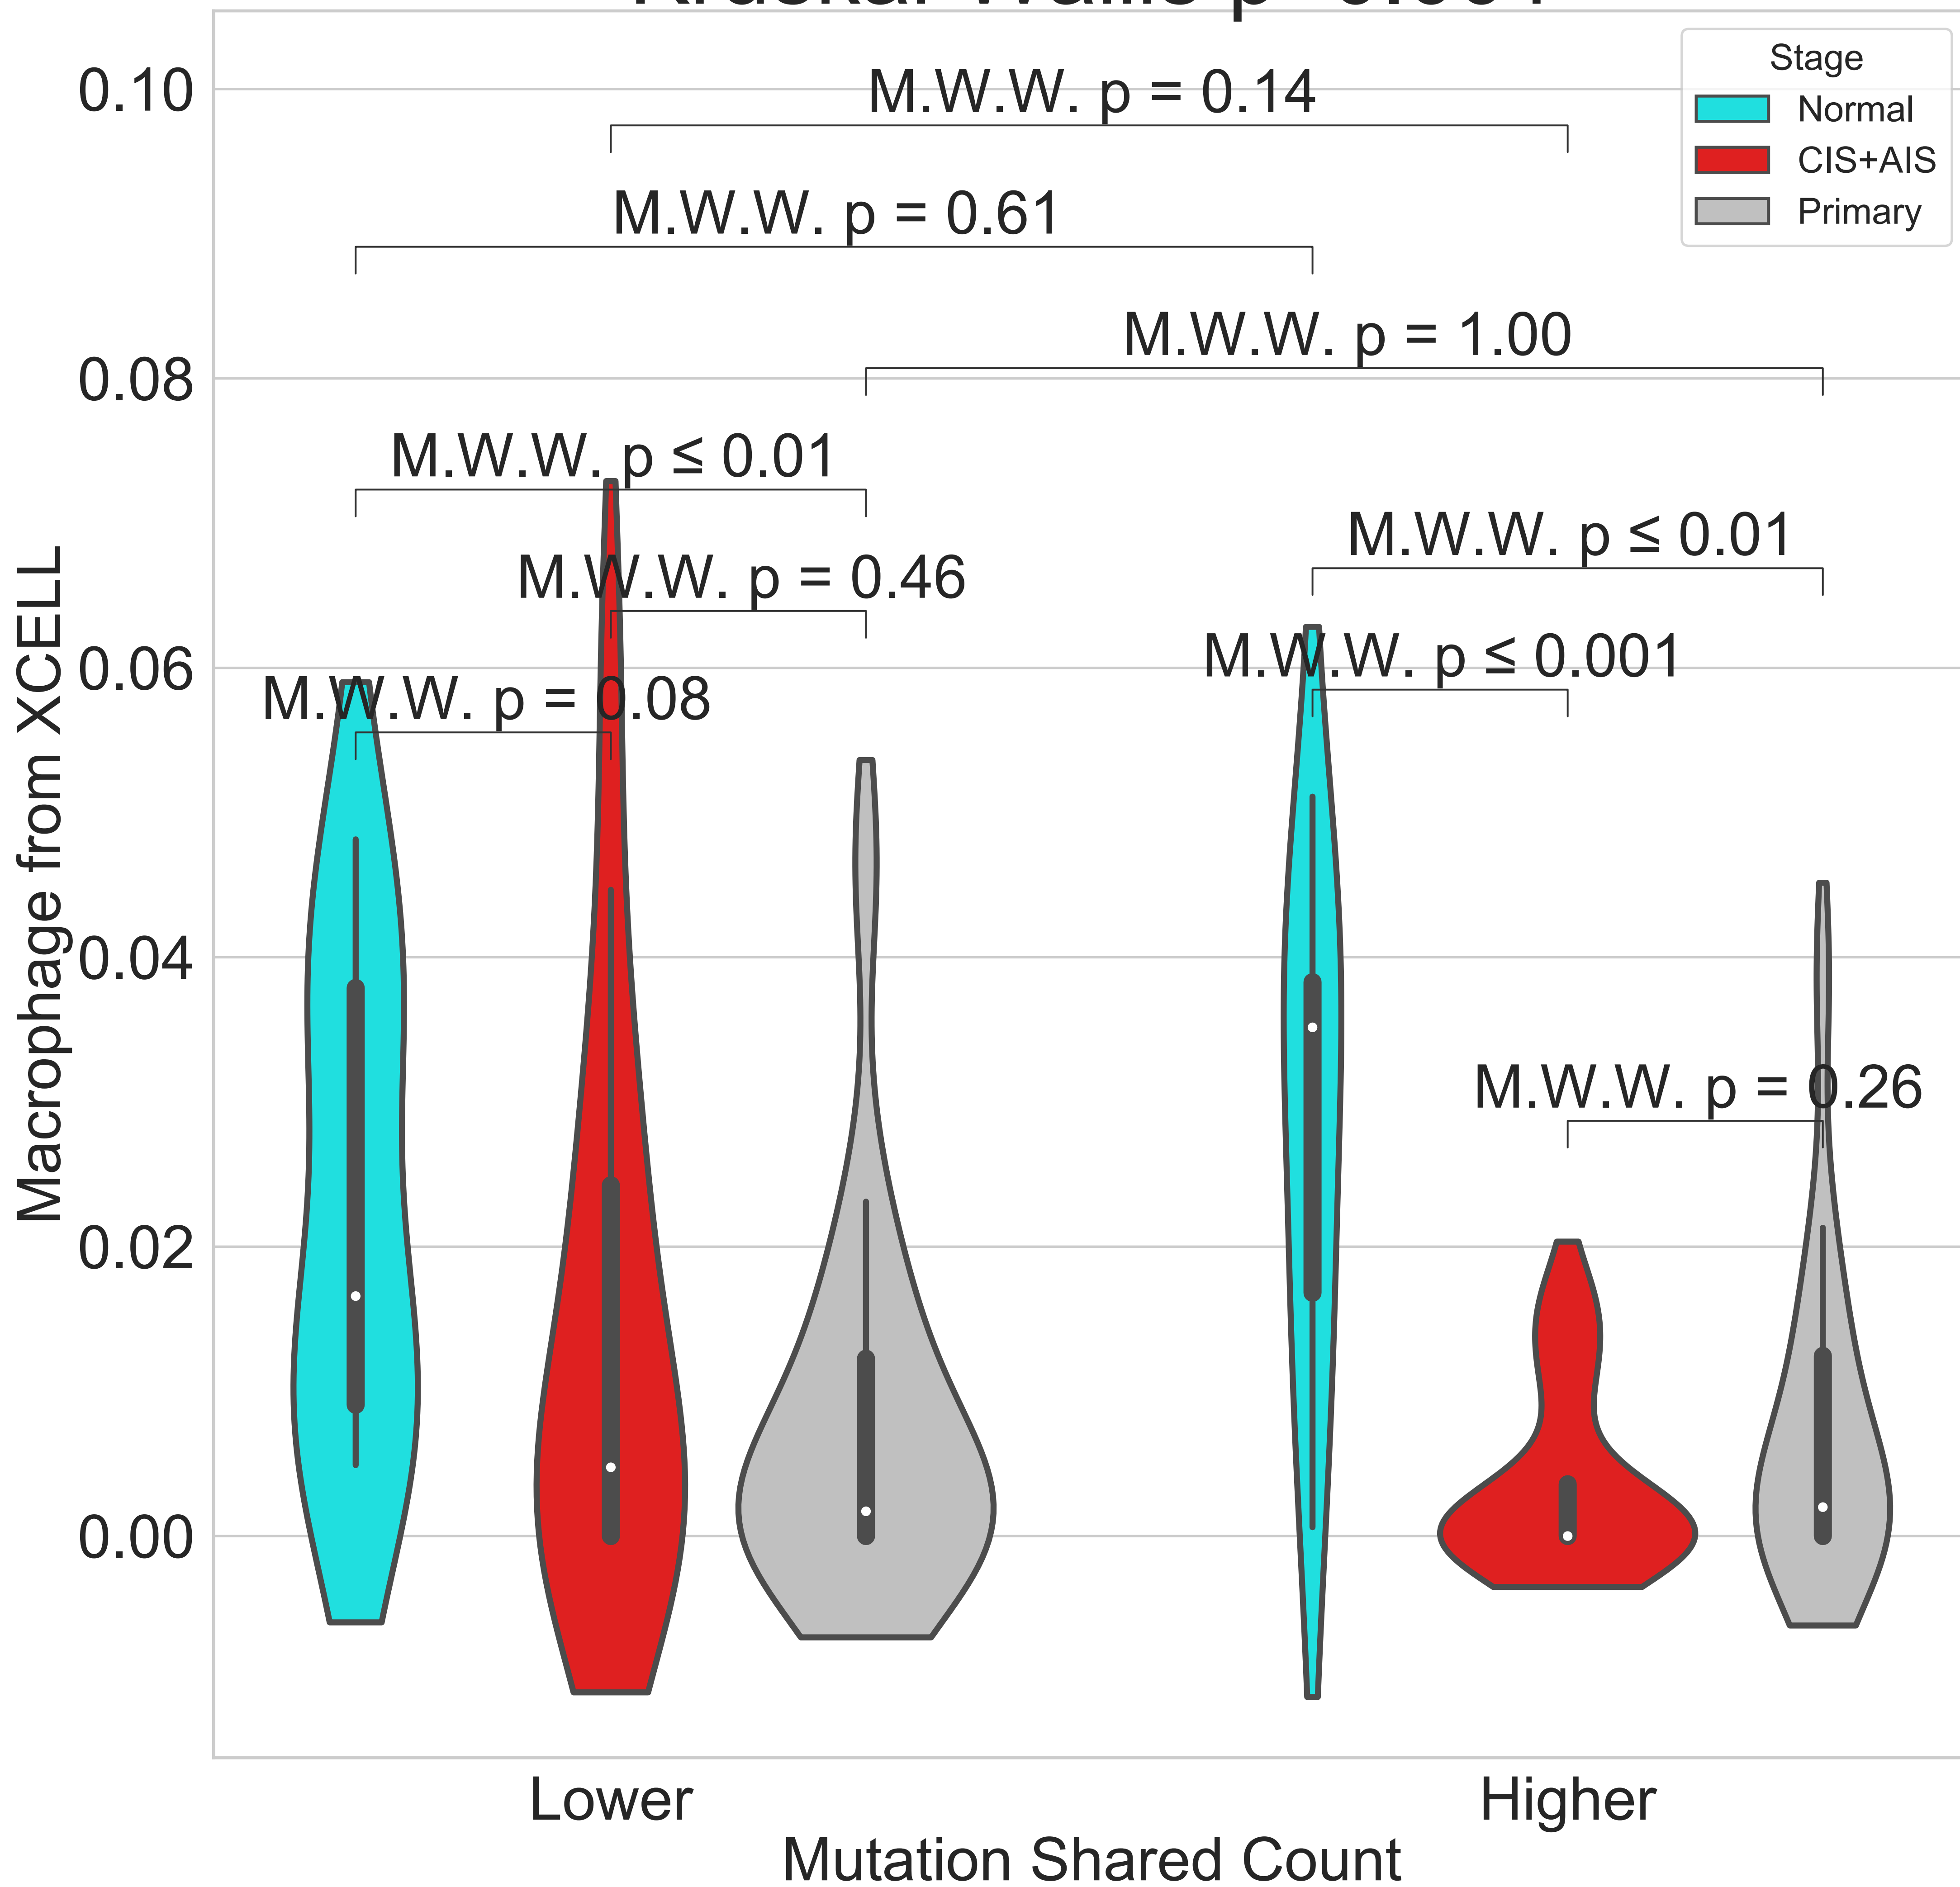 0.10
0.08
0.06
0.04
0.02
0.00
Macrophage from XCELL
Stage
Normal
CIS+AIS
Primary
M.W.W. p = 0.14
M.W.W. p = 0.61
M.W.W. p = 1.00
M.W.W. p ≤ 0.01
M.W.W. p = 0.46
M.W.W. p = 0.08
M.W.W. p ≤ 0.01
M.W.W. p ≤ 0.001
M.W.W. p = 0.26
Lower
Higher
Mutation Shared Count